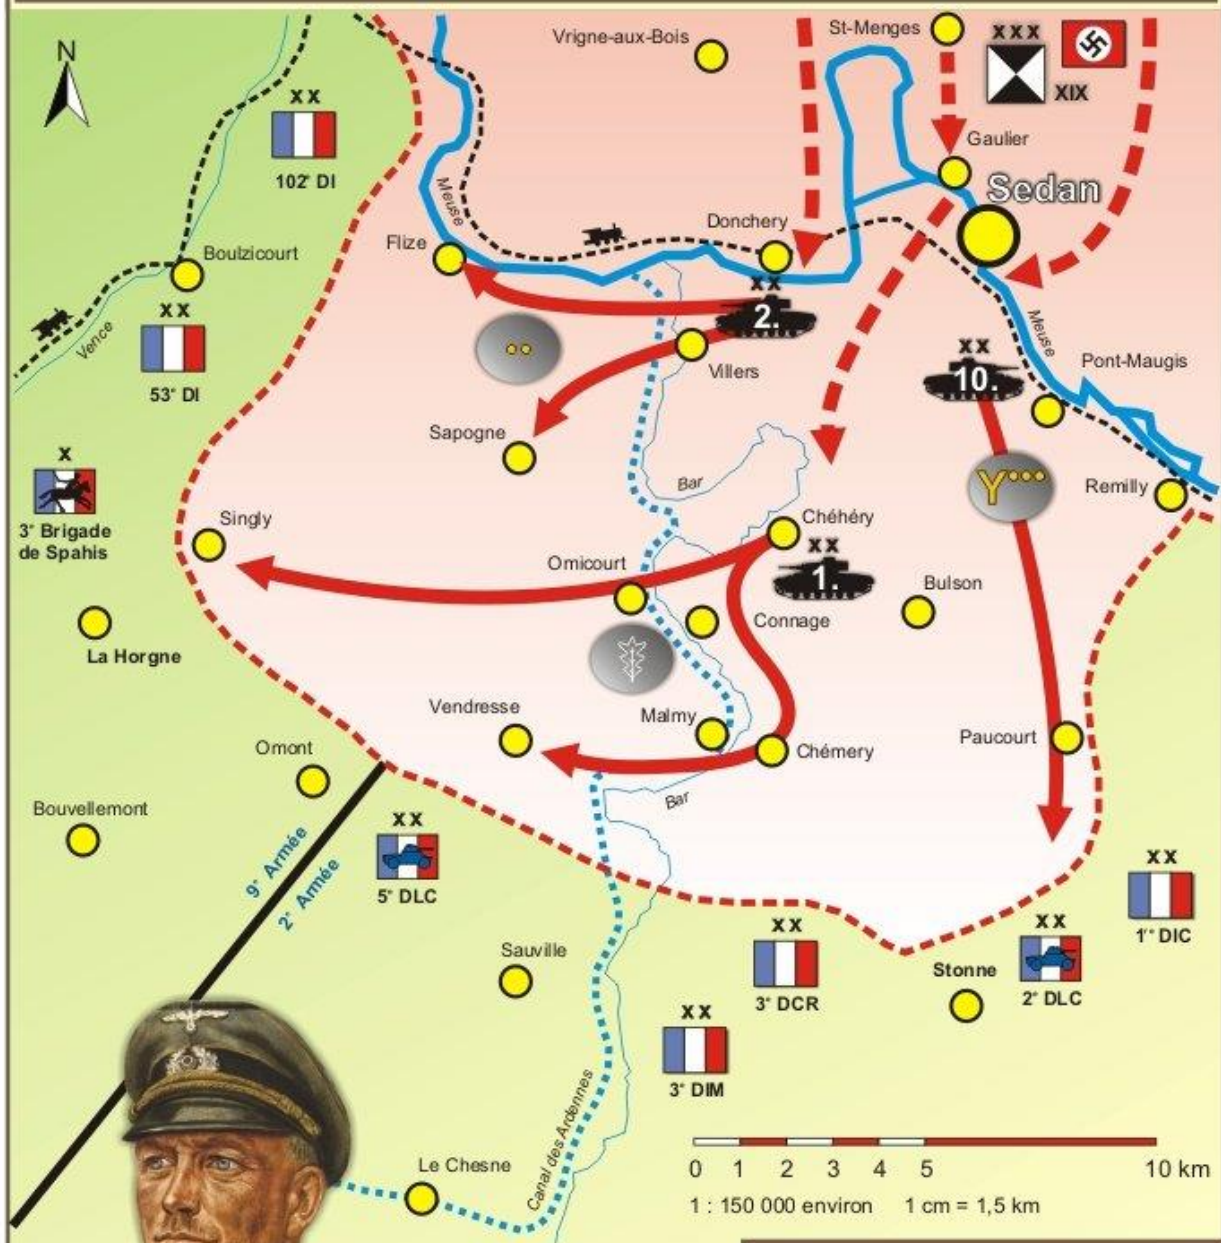 N
Vrigne-aux-Bois
St-Menges
XXX
XIX
XX
102° DI
Gaulier
Sedan
Meuse
Donchery
Flize
Boulzicourt
XX
53° DI
Vence
XX
2.
Villers
Meuse
XX
10.
Pont-Maugis
Sapogne
X
3° Brigade
de Spahis
Bar
Y
Remilly
Singly
Chéhéry
XX
1.
Omicourt
Bulson
Connage
La Horgne
Vendresse
Malmy
Chémery
Paucourt
Omont
Bar
Bouvellemont
9° Armée
2° Armée
XX
5° DLC
XX
1'° DIC
XX
3° DCR
XX
2° DLC
Sauville
Stonne
XX
3° DIM
Canal des Ardennes
Le Chesne
0 1 2 3 4 5 10 km
1 : 150 000 environ 1 cm = 1,5 km